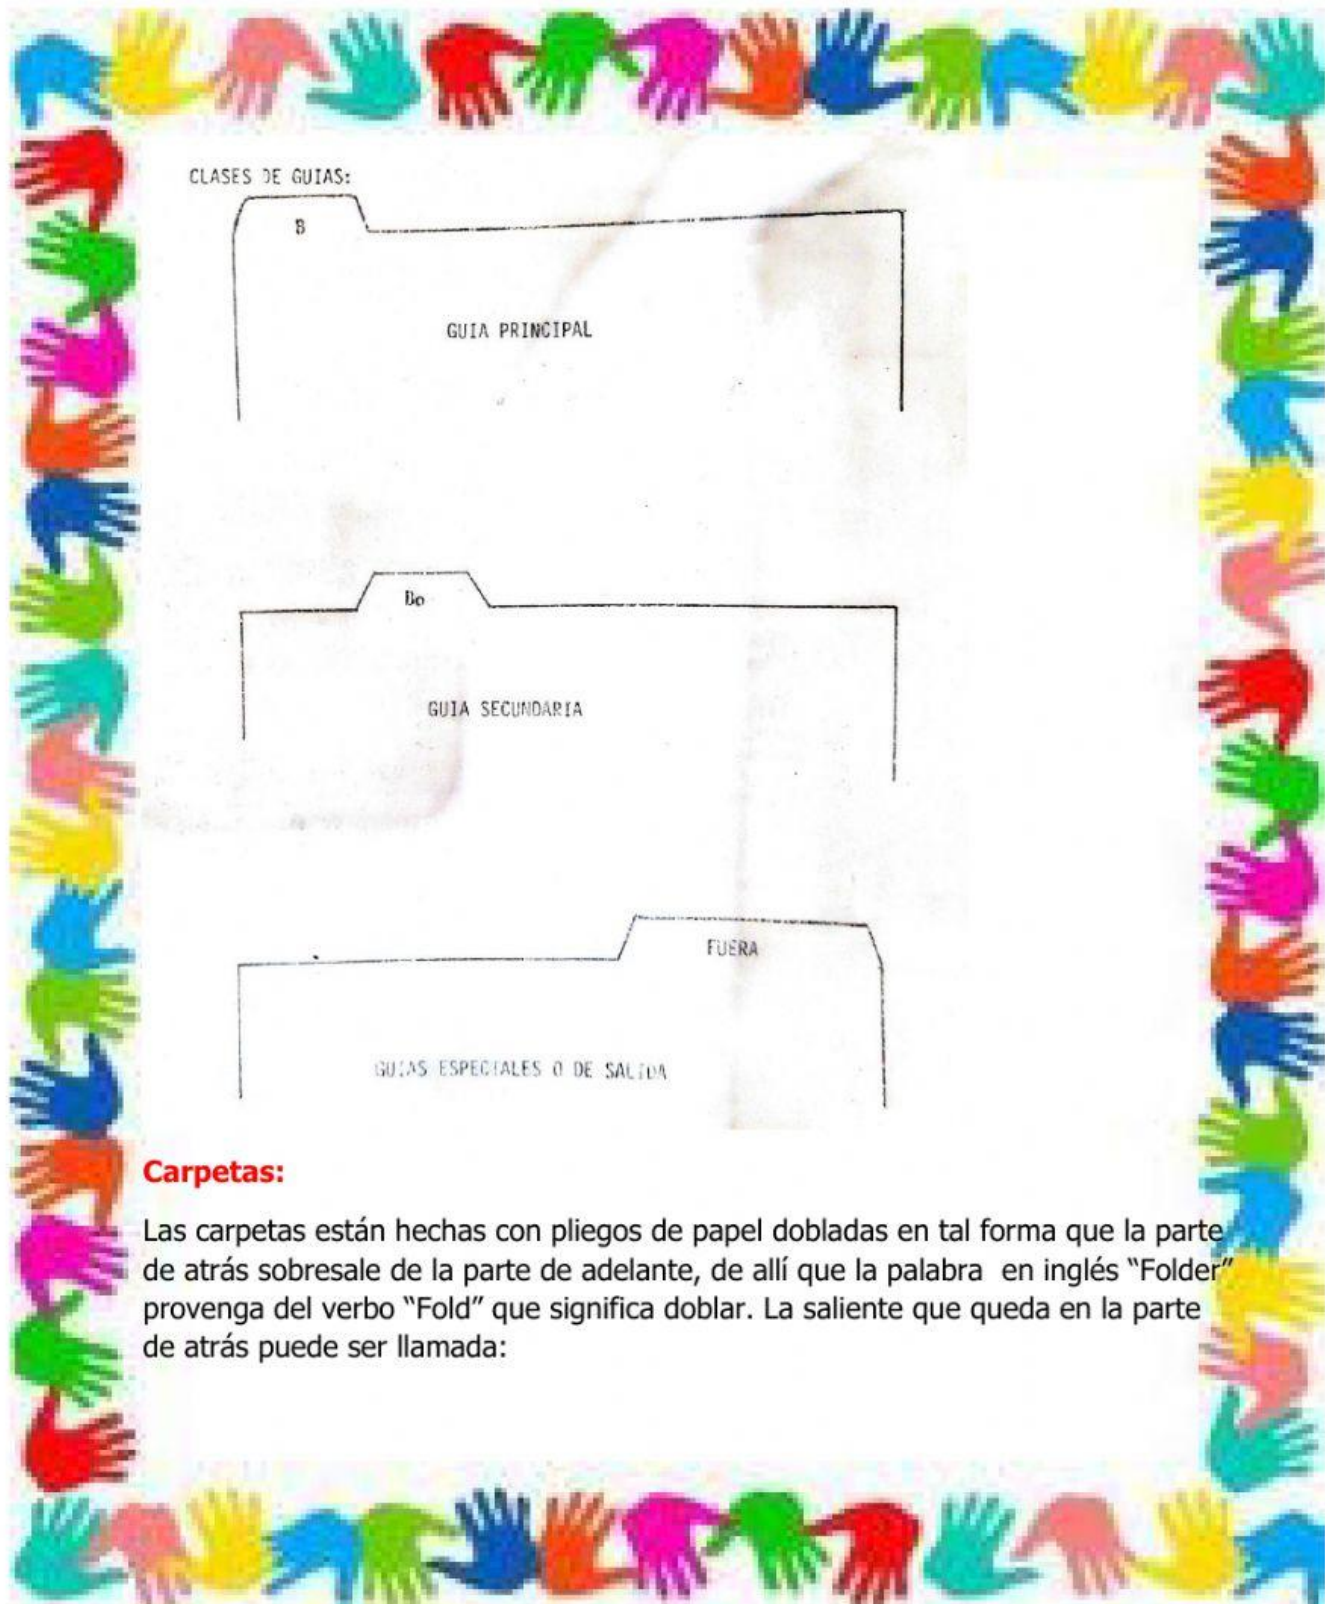 CLASES DE GUIAS:
B
GUIA PRINCIPAL
Bo
GUIA SECUNDARIA
FUERA
GUIAS ESPECIALES O DE SALIDA
Carpetas:
Las carpetas están hechas con pliegos de papel dobladas en tal forma que la parte
de atrás sobresale de la parte de adelante, de allí que la palabra en inglés “Folder”
provenga del verbo “Fold” que significa doblar. La saliente que queda en la parte
de atrás puede ser llamada: